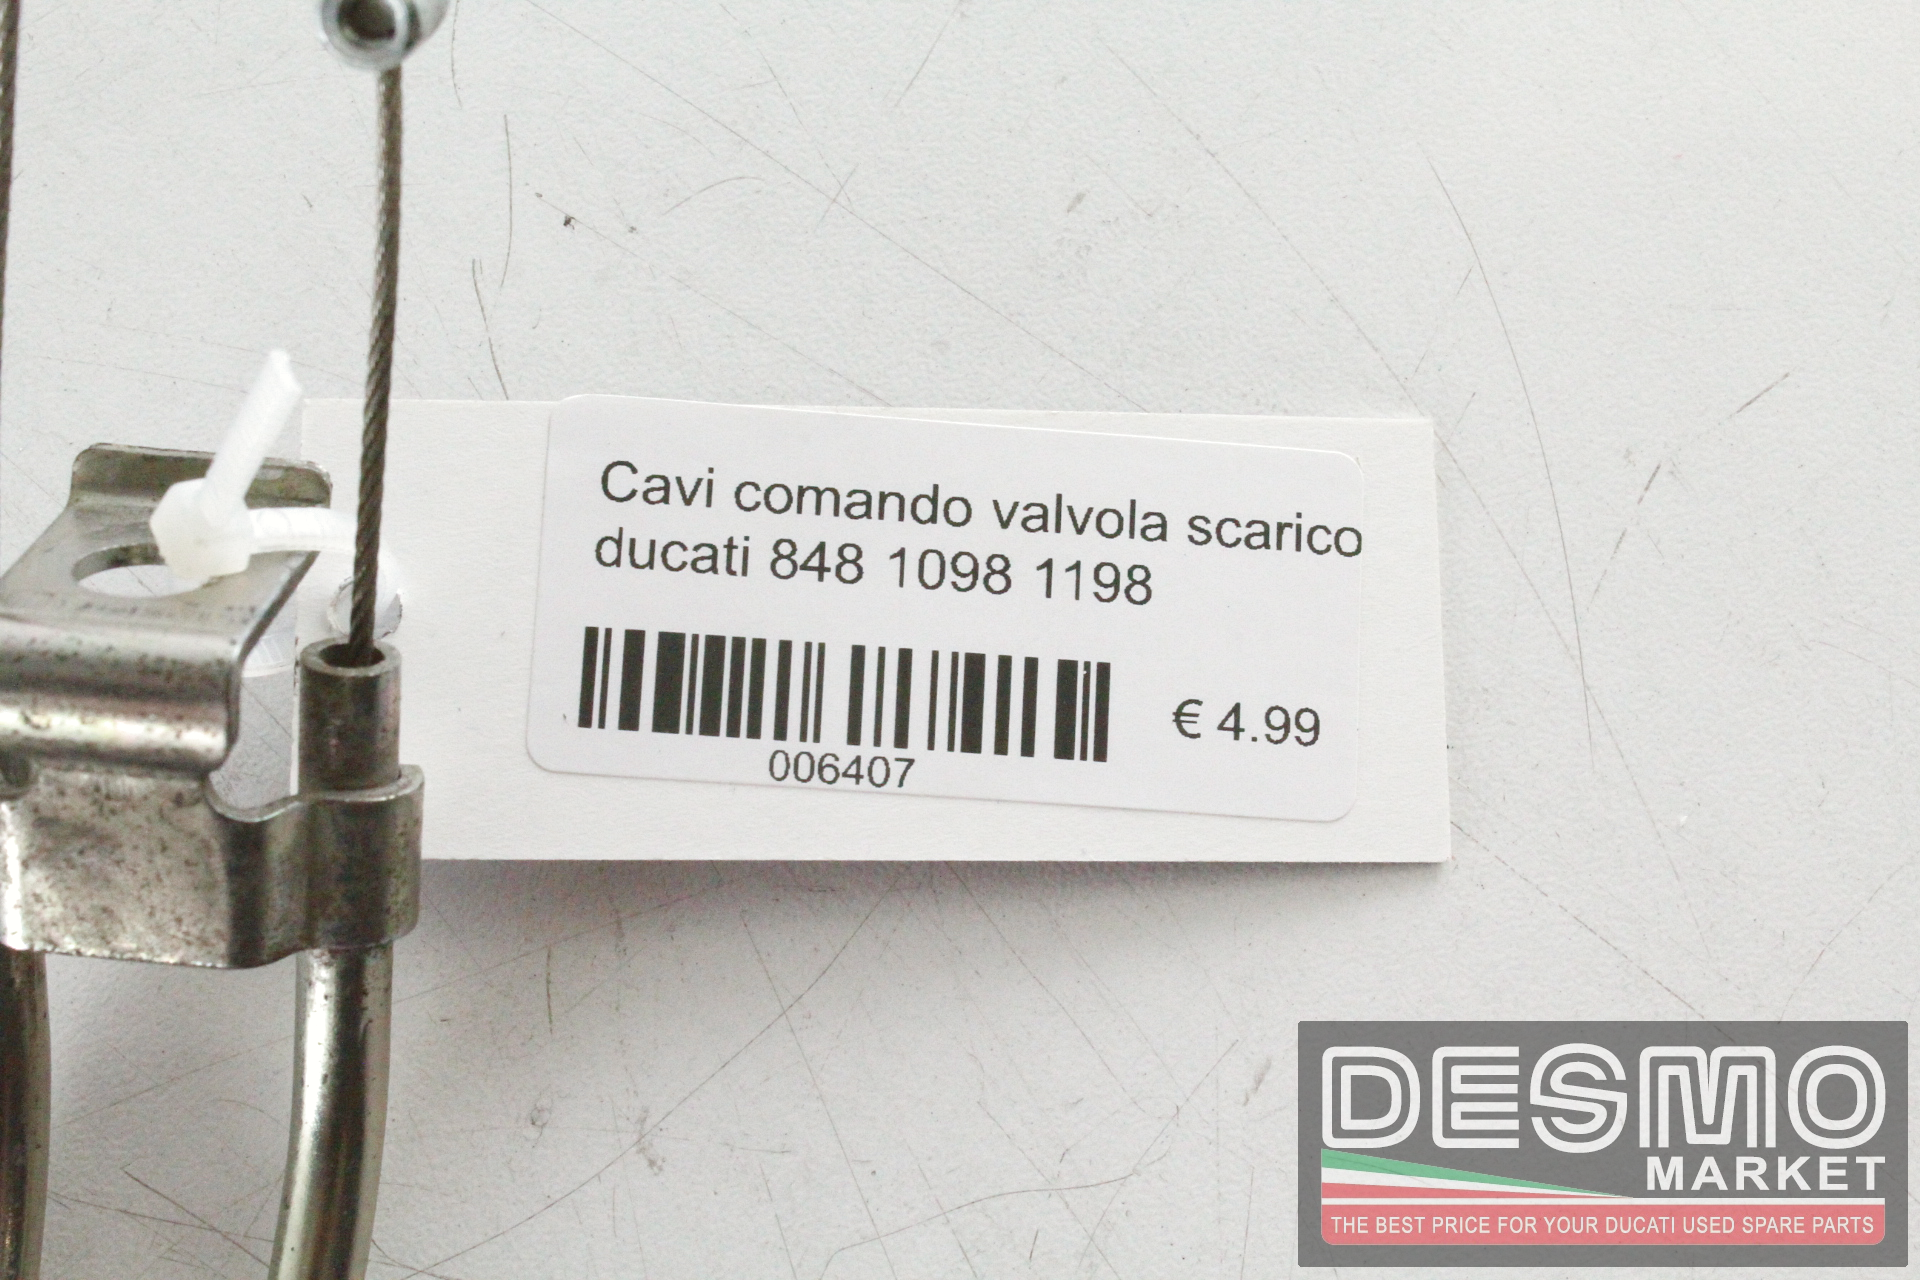 Cavi comando valvola scarico
ducati 848 1098 1198
€ 4.99
006407
DESMO
MARKET
THE BEST PRICE FOR YOUR DUCATI USED SPARE PARTS